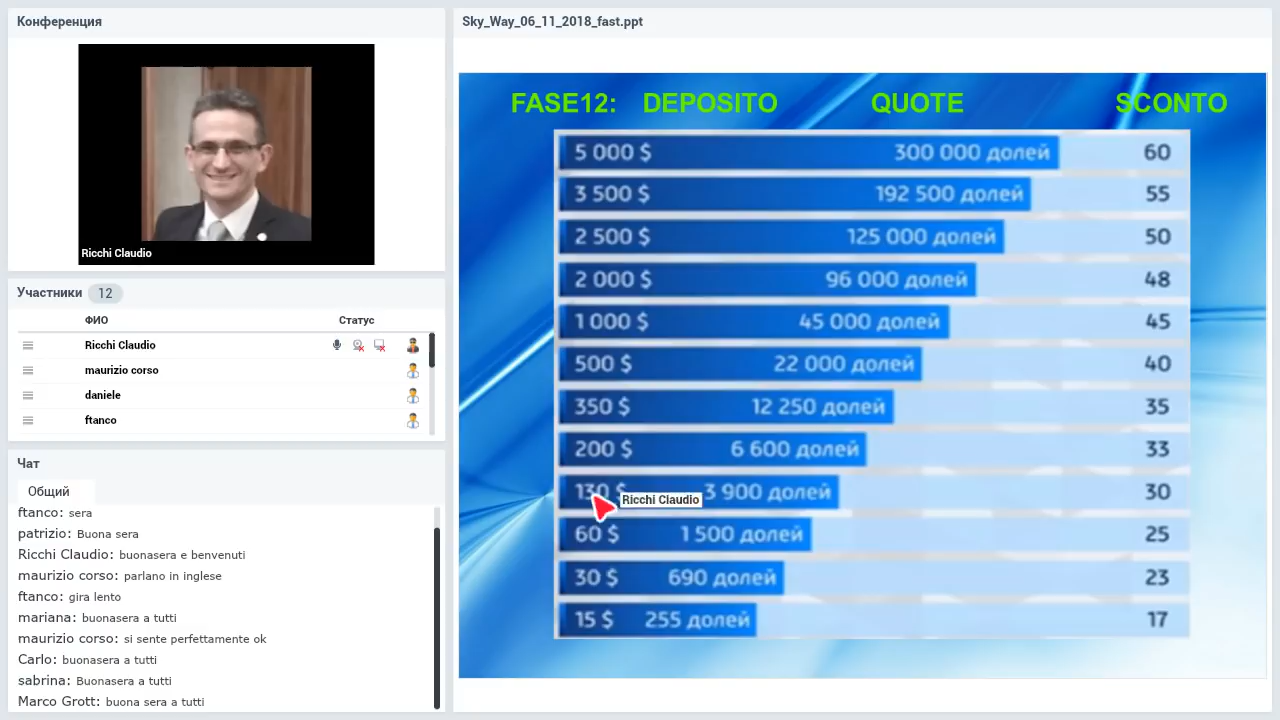 Конференция
Ricchi Claudio
Участники 12
ФИО Статус
Ricchi Claudio
maurizio corso
daniele
ftanco
Чат
Общий
ftanco: sera
patrizio: Buona sera
Ricchi Claudio: buonasera e benvenuti
maurizio corso: parlano in inglese
ftanco: gira lento
mariana: buonasera a tutti
maurizio corso: si sente perfettamente ok
Carlo: buonasera a tutti
sabrina: Buonasera a tutti
Marco Grott: buona sera a tutti
Sky_Way_06_11_2018_fast.ppt
FASE12: DEPOSITO QUOTE SCONTO
5 000 $ 300 000 долей 60
3 500 $ 192 500 долей 55
2 500 $ 125 000 долей 50
2 000 $ 96 000 долей 48
1 000 $ 45 000 долей 45
500 $ 22 000 долей 40
350 $ 12 250 долей 35
200 $ 6 600 долей 33
130 $ 3 900 долей 30
Ricchi Claudio
60 $ 1 500 долей 25
30 $ 690 долей 23
15 $ 255 долей 17